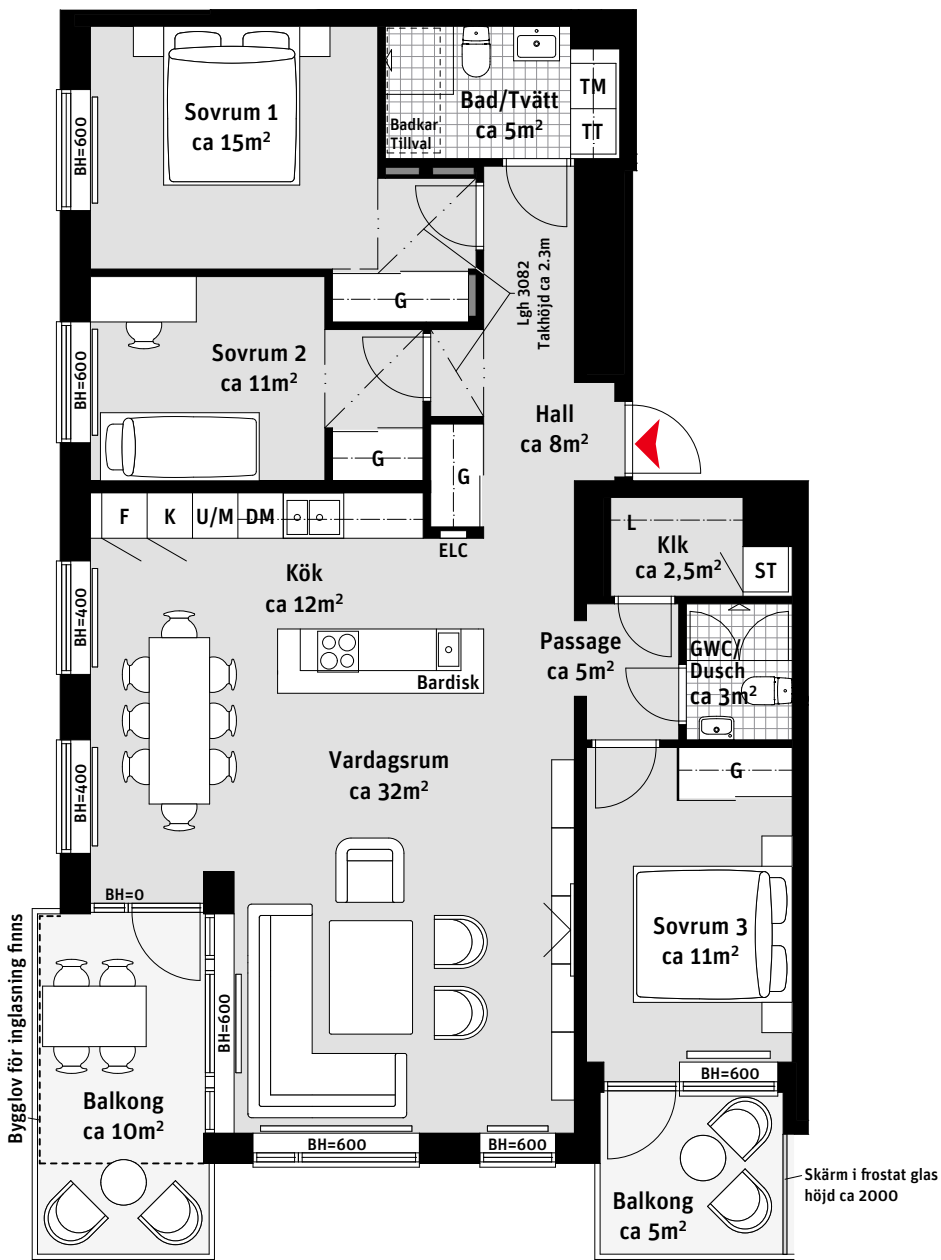 Sovrum 1
ca 15m²
BH=600
Bad/Tvätt
ca 5m²
TM
TT
Badkar
Tillval
G
Lgh 3082
Takhöjd ca 2.3m
Sovrum 2
ca 11m²
BH=600
G
Hall
ca 8m²
G
ELC
F
K
U/M
DM
Kök
ca 12m²
BH=400
Bardisk
L
Klk
ca 2,5m²
ST
Passage
ca 5m²
GWC/
Dusch
ca 3m²
Vardagsrum
ca 32m²
BH=400
G
BH=0
Sovrum 3
ca 11m²
Bygglov för inglasning finns
BH=600
Balkong
ca 10m²
BH=600
BH=600
BH=600
Balkong
ca 5m²
Skärm i frostat glas
höjd ca 2000